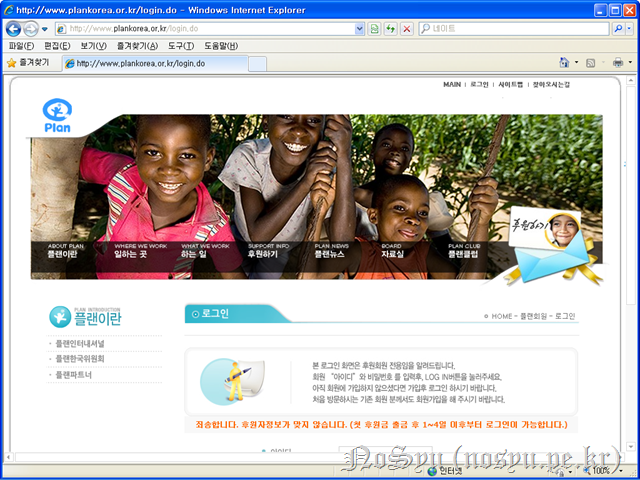 http://www.plankorea.or.kr/login.do - Windows Internet Explorer
http://www.plankorea.or.kr/login.do
네이트
파일(F) 편집(E) 보기(V) 즐겨찾기(A) 도구(T) 도움말(H)
즐겨찾기 http://www.plankorea.or.kr/login.do
MAIN | 로그인 | 사이트맵 | 찾아오시는길
Plan
후원하기
ABOUT PLAN WHERE WE WORK WHAT WE WORK SUPPORT INFO PLAN NEWS BOARD PLAN CLUB
플랜이란 일하는 곳 하는 일 후원하기 플랜뉴스 자료실 플랜클럽
PLAN INTRODUCTION
플랜이란
로그인
HOME - 플랜회원 - 로그인
플랜인터내셔널
플랜한국위원회
플랜파트너
본 로그인 화면은 후원회원 전용임을 알려드립니다.
회원 “아이디” 와 비밀번호 를 입력후, LOG IN버튼을 눌러주세요.
아직 회원에 가입하지 않으셨다면 가입후 로그인 하시기 바랍니다.
처음 방문하시는 기존 회원 분께서도 회원가입을 해 주시기 바랍니다.
죄송합니다. 후원자정보가 맞지 않습니다. (첫 후원금 출금 후 1~4일 이후부터 로그인이 가능합니다.)
아이디
NoSyu (nosyu.pe.kr)
인터넷 100%